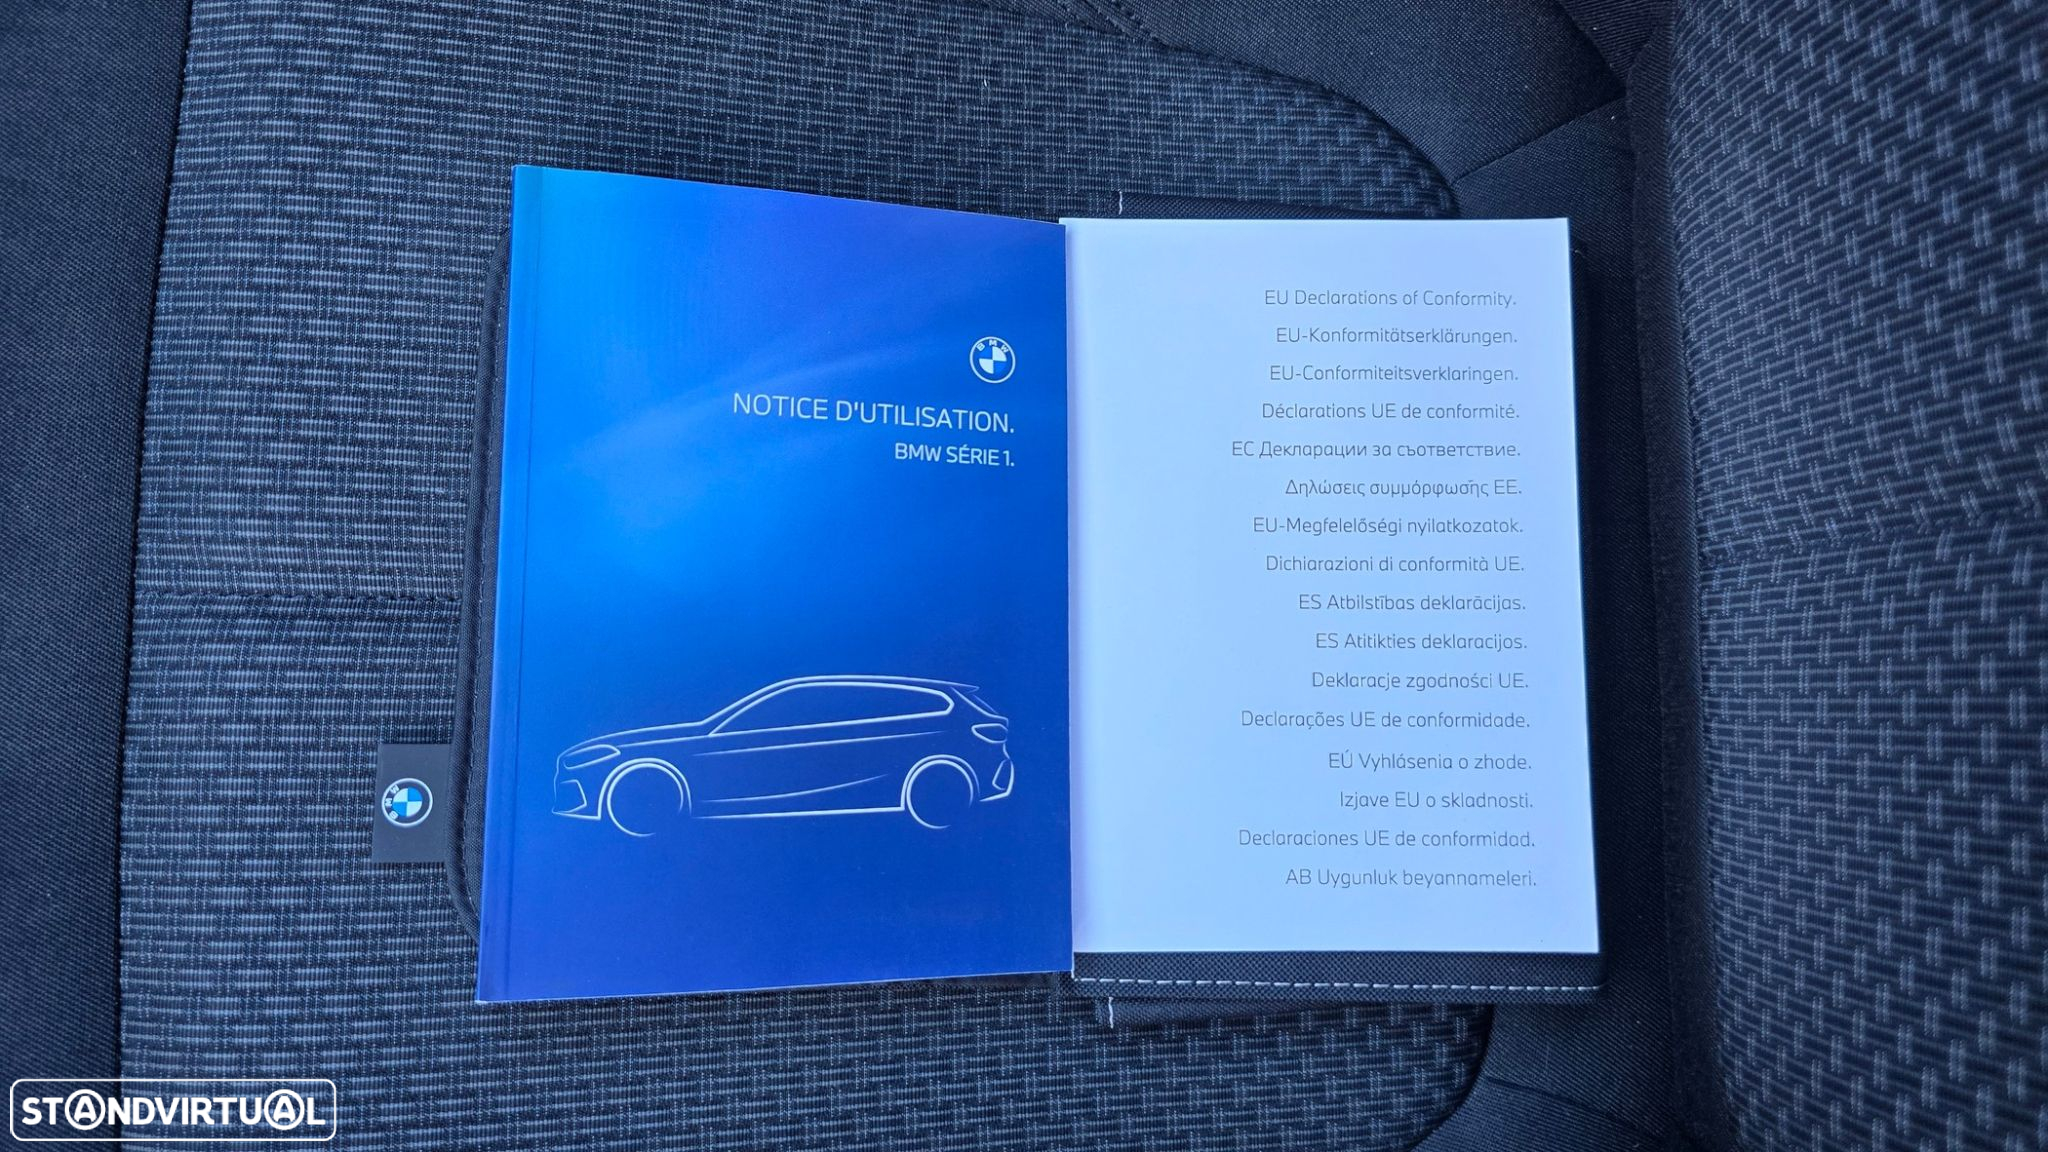 BMW
NOTICE D'UTILISATION.
BMW SÉRIE 1.
BMW
EU Declarations of Conformity.
EU-Konformitätserklärungen.
EU-Conformiteitsverklaringen.
Déclarations UE de conformité.
ЕС Декларации за съответствие.
Δηλώσεις συμμόρφωσῆς ΕΕ.
EU-Megfelelőségi nyilatkozatok.
Dichiarazioni di conformità UE.
ES Atbilstības deklarācijas.
ES Atitikties deklaracijos.
Deklaracje zgodności UE.
Declarações UE de conformidade.
EÚ Vyhlásenia o zhode.
Izjave EU o skladnosti.
Declaraciones UE de conformidad.
AB Uygunluk beyannameleri.
STANDVIRTUAL